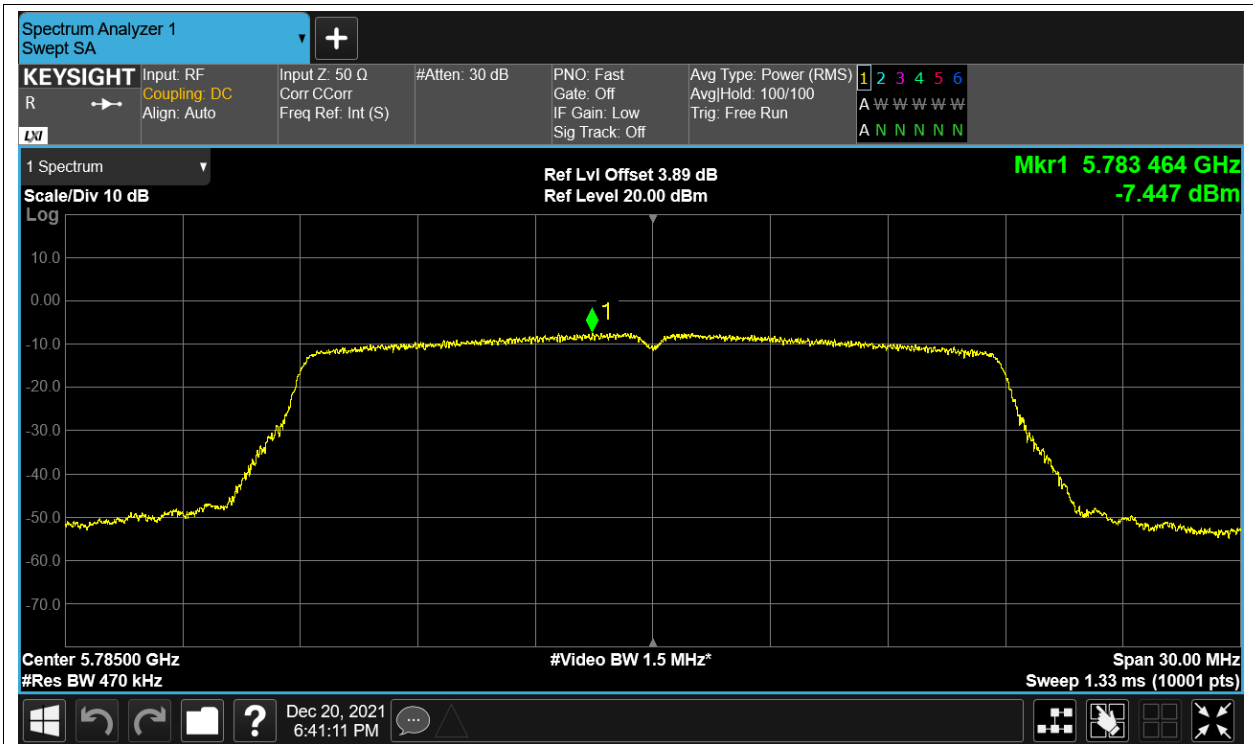 Spectrum Analyzer 1
Swept SA
KEYSIGHT
R
LXI
Input: RF
Coupling: DC
Align: Auto
Input Z: 50 Ω
Corr CCorr
Freq Ref: Int (S)
#Atten: 30 dB
PNO: Fast
Gate: Off
IF Gain: Low
Sig Track: Off
Avg Type: Power (RMS)
Avg|Hold: 100/100
Trig: Free Run
1 2 3 4 5 6
A W W W W W
A N N N N N
1 Spectrum
Scale/Div 10 dB
Log
Ref Lvl Offset 3.89 dB
Ref Level 20.00 dBm
Mkr1 5.783 464 GHz
-7.447 dBm
10.0
0.00
-10.0
-20.0
-30.0
-40.0
-50.0
-60.0
-70.0
1
Center 5.78500 GHz
#Res BW 470 kHz
#Video BW 1.5 MHz*
Span 30.00 MHz
Sweep 1.33 ms (10001 pts)
?
Dec 20, 2021
6:41:11 PM